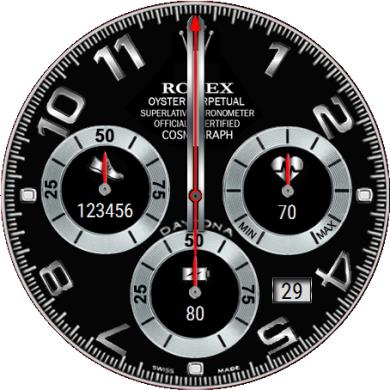 11
1
10
2
ROLEX
OYSTER PERPETUAL
SUPERLATIVE CHRONOMETER
OFFICIALLY CERTIFIED
COSMOGRAPH
50
25
75
123456
70
MIN
MAX
DAYTONA
50
25
75
80
29
8
4
7
5
SWISS MADE